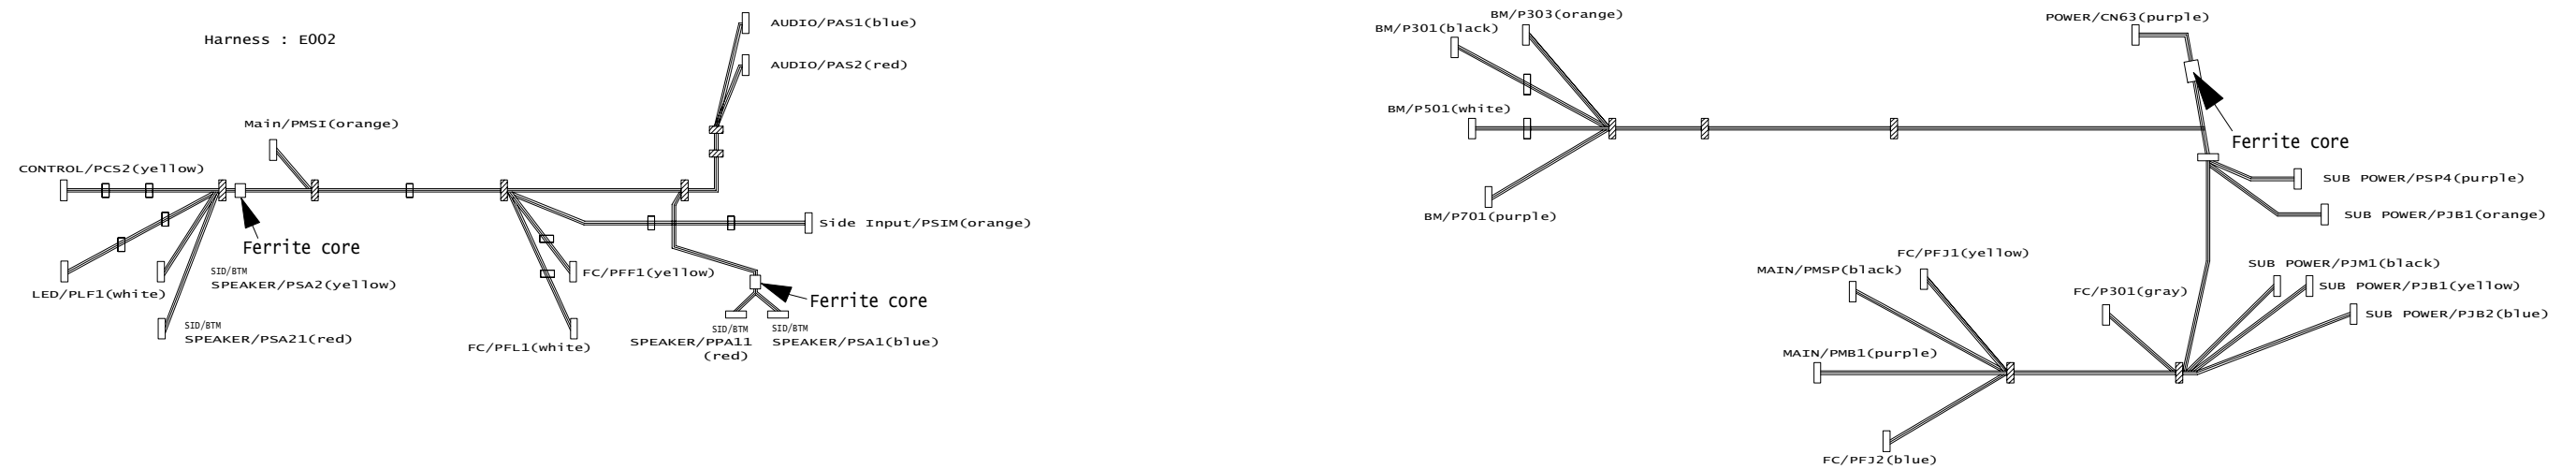 Harness : E002
AUDIO/PAS1(blue)
AUDIO/PAS2(red)
Main/PMSI(orange)
CONTROL/PCS2(yellow)
Side Input/PSIM(orange)
Ferrite core
LED/PLF1(white)
SID/BTM
SPEAKER/PSA2(yellow)
SID/BTM
SPEAKER/PSA21(red)
FC/PFF1(yellow)
FC/PFL1(white)
Ferrite core
SID/BTM
SPEAKER/PPA11
(red)
SID/BTM
SPEAKER/PSA1(blue)
BM/P303(orange)
BM/P301(black)
BM/P501(white)
BM/P701(purple)
POWER/CN63(purple)
Ferrite core
SUB POWER/PSP4(purple)
SUB POWER/PJB1(orange)
FC/PFJ1(yellow)
MAIN/PMSP(black)
FC/P301(gray)
SUB POWER/PJM1(black)
SUB POWER/PJB1(yellow)
SUB POWER/PJB2(blue)
MAIN/PMB1(purple)
FC/PFJ2(blue)